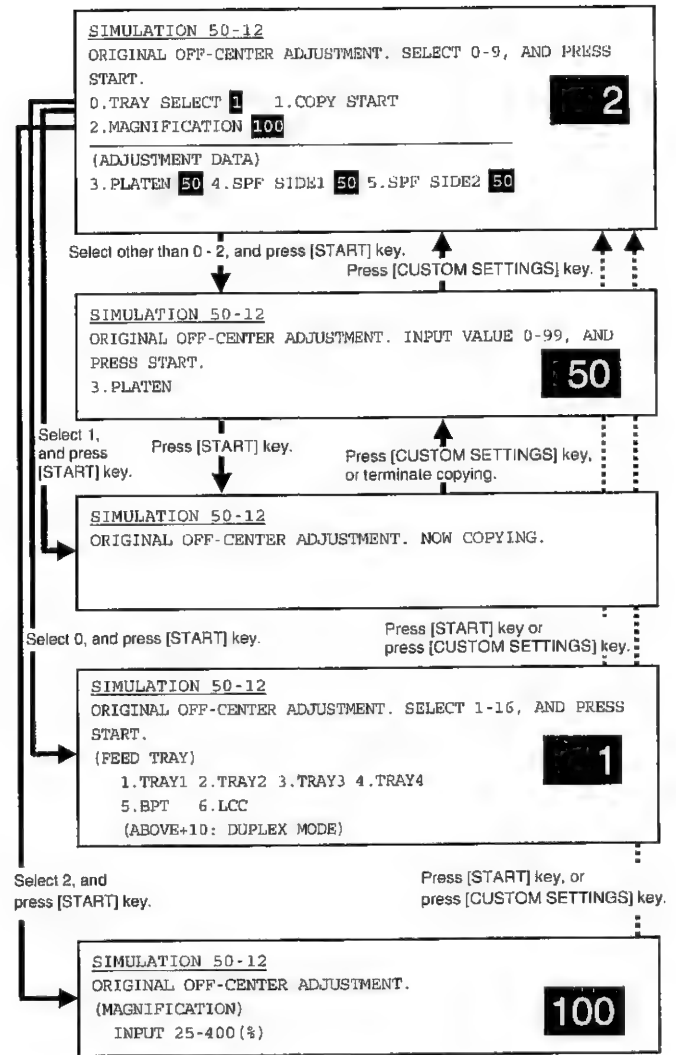 SIMULATION 50-12
ORIGINAL OFF-CENTER ADJUSTMENT. SELECT 0-9, AND PRESS
START.
0.TRAY SELECT 1 1.COPY START
2
2.MAGNIFICATION 100
(ADJUSTMENT DATA)
3.PLATEN 50 4.SPF SIDE1 50 5.SPF SIDE2 50
Select other than 0 - 2, and press [START] key.
Press [CUSTOM SETTINGS] key.
SIMULATION 50-12
ORIGINAL OFF-CENTER ADJUSTMENT. INPUT VALUE 0-99, AND
PRESS START.
3.PLATEN
50
Select 1,
and press
[START] key.
Press [START] key.
Press [CUSTOM SETTINGS] key,
or terminate copying.
SIMULATION 50-12
ORIGINAL OFF-CENTER ADJUSTMENT. NOW COPYING.
Select 0, and press [START] key.
Press [START] key or
press [CUSTOM SETTINGS] key.
SIMULATION 50-12
ORIGINAL OFF-CENTER ADJUSTMENT. SELECT 1-16, AND PRESS
START.
(FEED TRAY)
1
1.TRAY1 2.TRAY2 3.TRAY3 4.TRAY4
5.BPT 6.LCC
(ABOVE+10: DUPLEX MODE)
Select 2, and
press [START] key.
Press [START] key, or
press [CUSTOM SETTINGS] key.
SIMULATION 50-12
ORIGINAL OFF-CENTER ADJUSTMENT.
(MAGNIFICATION)
100
INPUT 25-400(%)